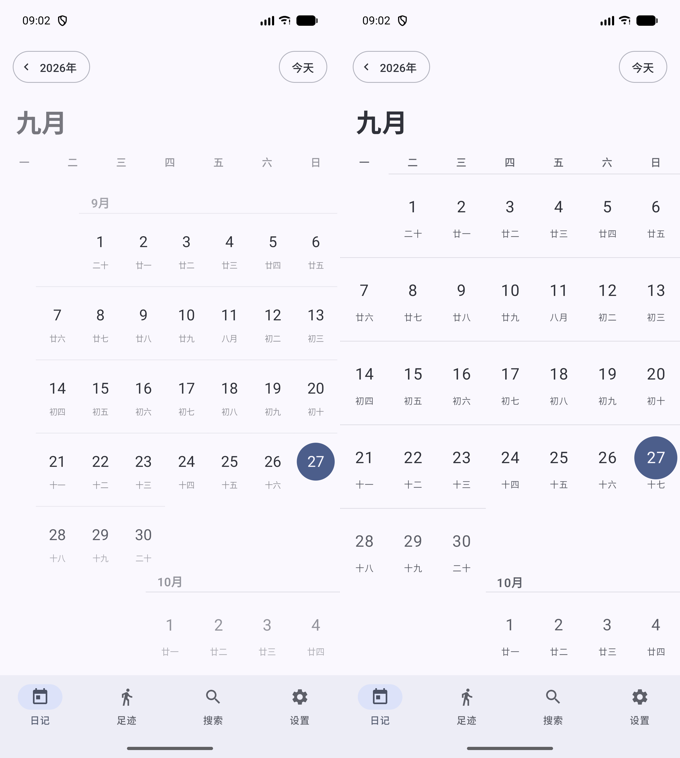 09:02
2026年 今天
九月
一 二 三 四 五 六 日
9月
1 2 3 4 5 6
二十 廿一 廿二 廿三 廿四 廿五
7 8 9 10 11 12 13
廿六 廿七 廿八 廿九 八月 初二 初三
14 15 16 17 18 19 20
初四 初五 初六 初七 初八 初九 初十
21 22 23 24 25 26 27
十一 十二 十三 十四 十五 十六
28 29 30
十八 十九 二十
10月
1 2 3 4
廿一 廿二 廿三 廿四
日记 足迹 搜索 设置
09:02
2026年 今天
九月
一 二 三 四 五 六 日
1 2 3 4 5 6
二十 廿一 廿二 廿三 廿四 廿五
7 8 9 10 11 12 13
廿六 廿七 廿八 廿九 八月 初二 初三
14 15 16 17 18 19 20
初四 初五 初六 初七 初八 初九 初十
21 22 23 24 25 26 27
十一 十二 十三 十四 十五 十六 十七
28 29 30
十八 十九 二十
10月
1 2 3 4
廿一 廿二 廿三 廿四
日记 足迹 搜索 设置